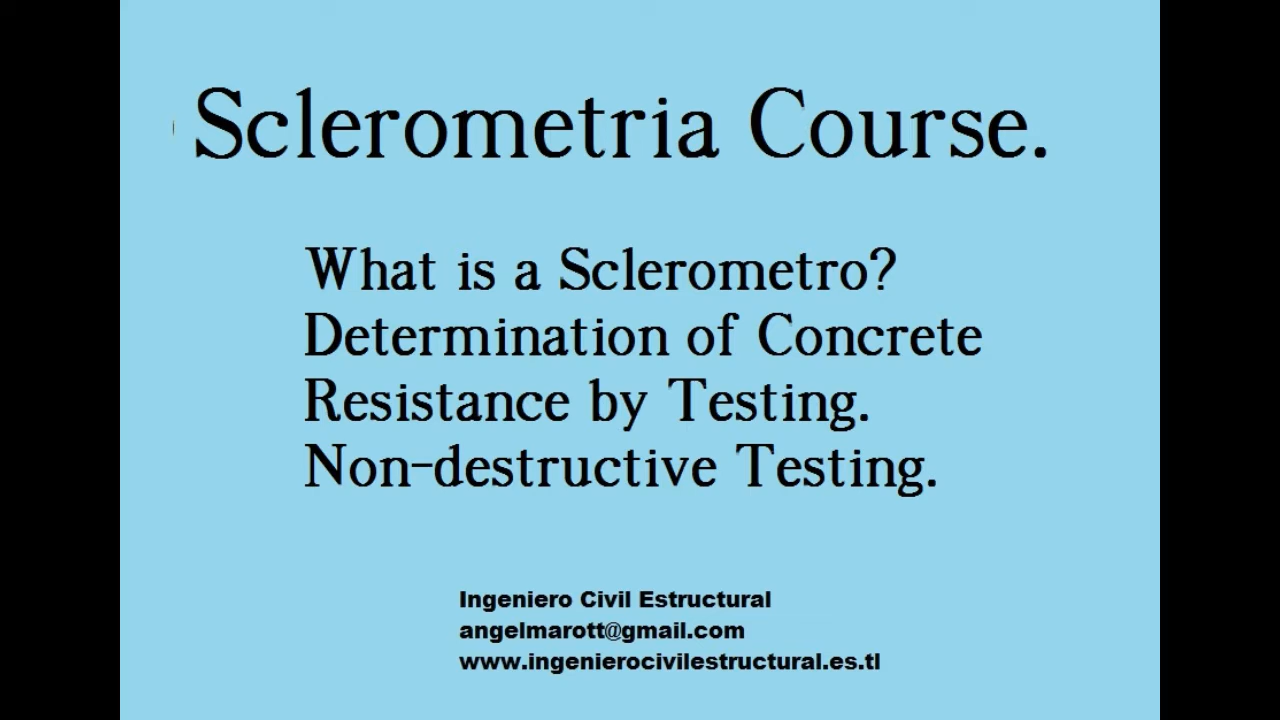 Sclerometria Course.
What is a Sclerometro?
Determination of Concrete
Resistance by Testing.
Non-destructive Testing.
Ingeniero Civil Estructural
angelmarott@gmail.com
www.ingenierocivilestructural.es.tl